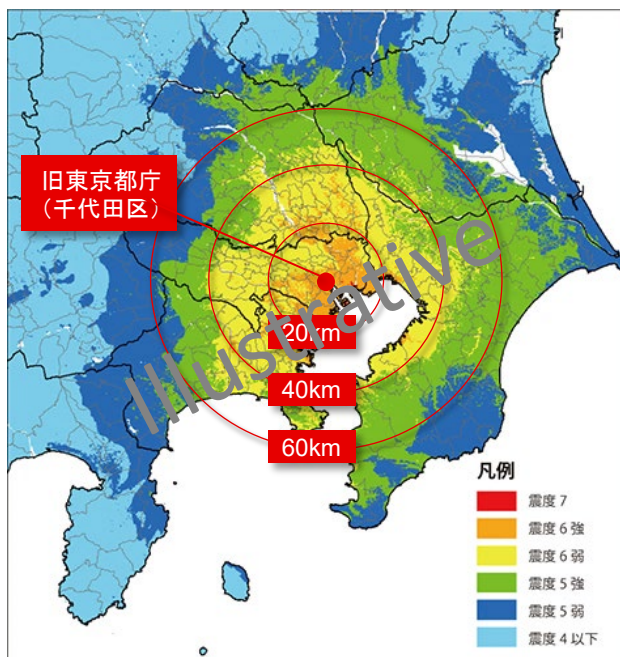 旧東京都庁
（千代田区）
Illustrative
20km
40km
60km
凡例
震度７
震度６強
震度６弱
震度５強
震度５弱
震度４以下